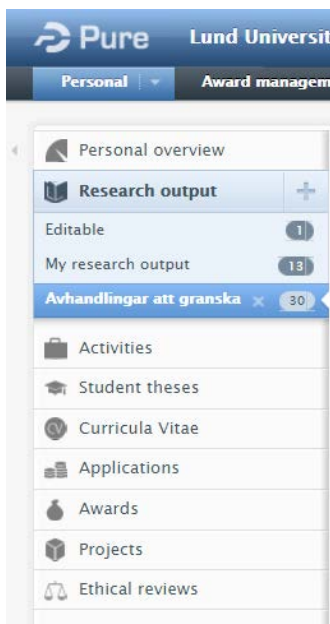 Pure Lund Universit
Personal Award managem
Personal overview
Research output
Editable 1
My research output 13
Avhandlingar att granska x 30
Activities
Student theses
CV Curricula Vitae
Applications
Awards
Projects
Ethical reviews